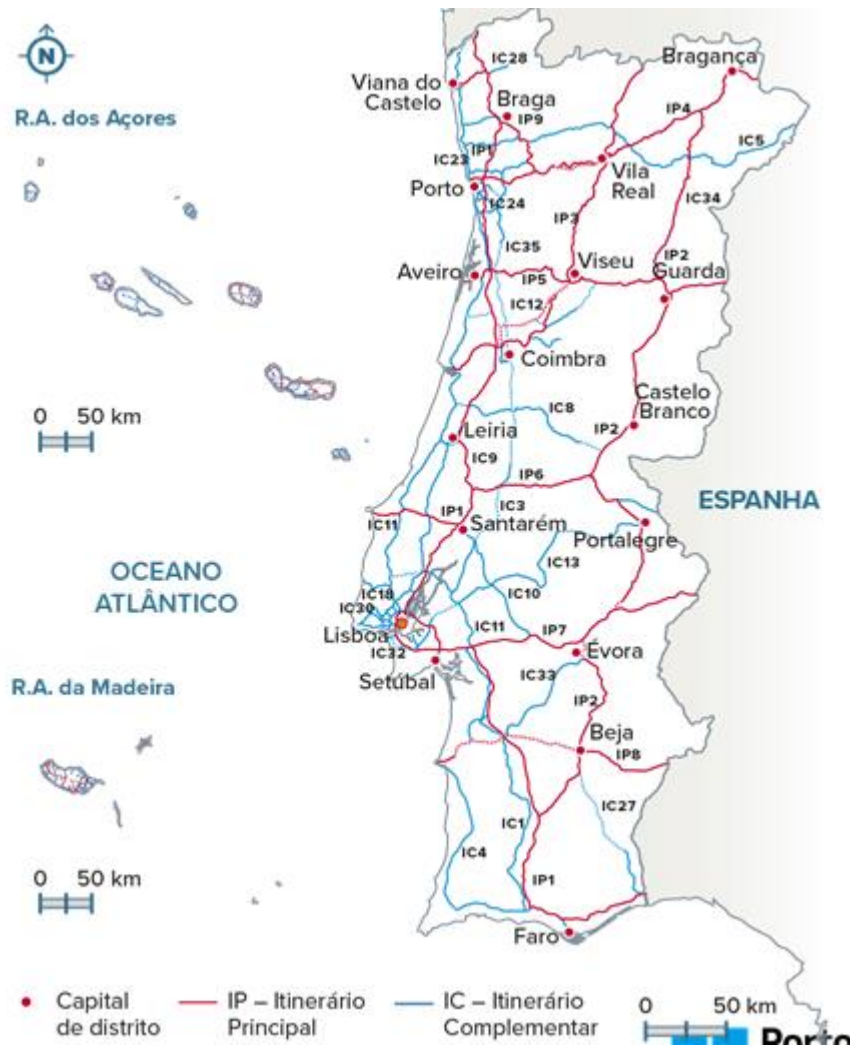 N
R.A. dos Açores
0 50 km
R.A. da Madeira
0 50 km
OCEANO
ATLÂNTICO
ESPANHA
Viana do
Castelo
IC28
Bragança
Braga
IP9
IP4
IC5
IP1
IC23
Porto
Vila
Real
IC24
IC34
IP3
IC35
Aveiro
IP5
Viseu
IP2
Guarda
IC12
Coimbra
Castelo
Branco
IC8
Leiria
IP2
IC9
IP6
IC3
IP1
IC11
Santarém
Portalegre
IC13
IC18
IC10
IC30
Lisboa
IC11
IP7
IC32
Évora
Setúbal
IC33
IP2
Beja
IP8
IC27
IC1
IC4
IP1
Faro
Capital
de distrito
IP – Itinerário
Principal
IC – Itinerário
Complementar
0 50 km